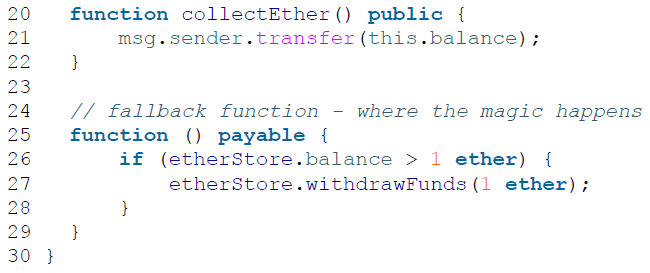 20 function collectEther() public {
21 msg.sender.transfer(this.balance);
22 }
23
24 // fallback function - where the magic happens
25 function () payable {
26 if (etherStore.balance > 1 ether) {
27 etherStore.withdrawFunds(1 ether);
28 }
29 }
30 }